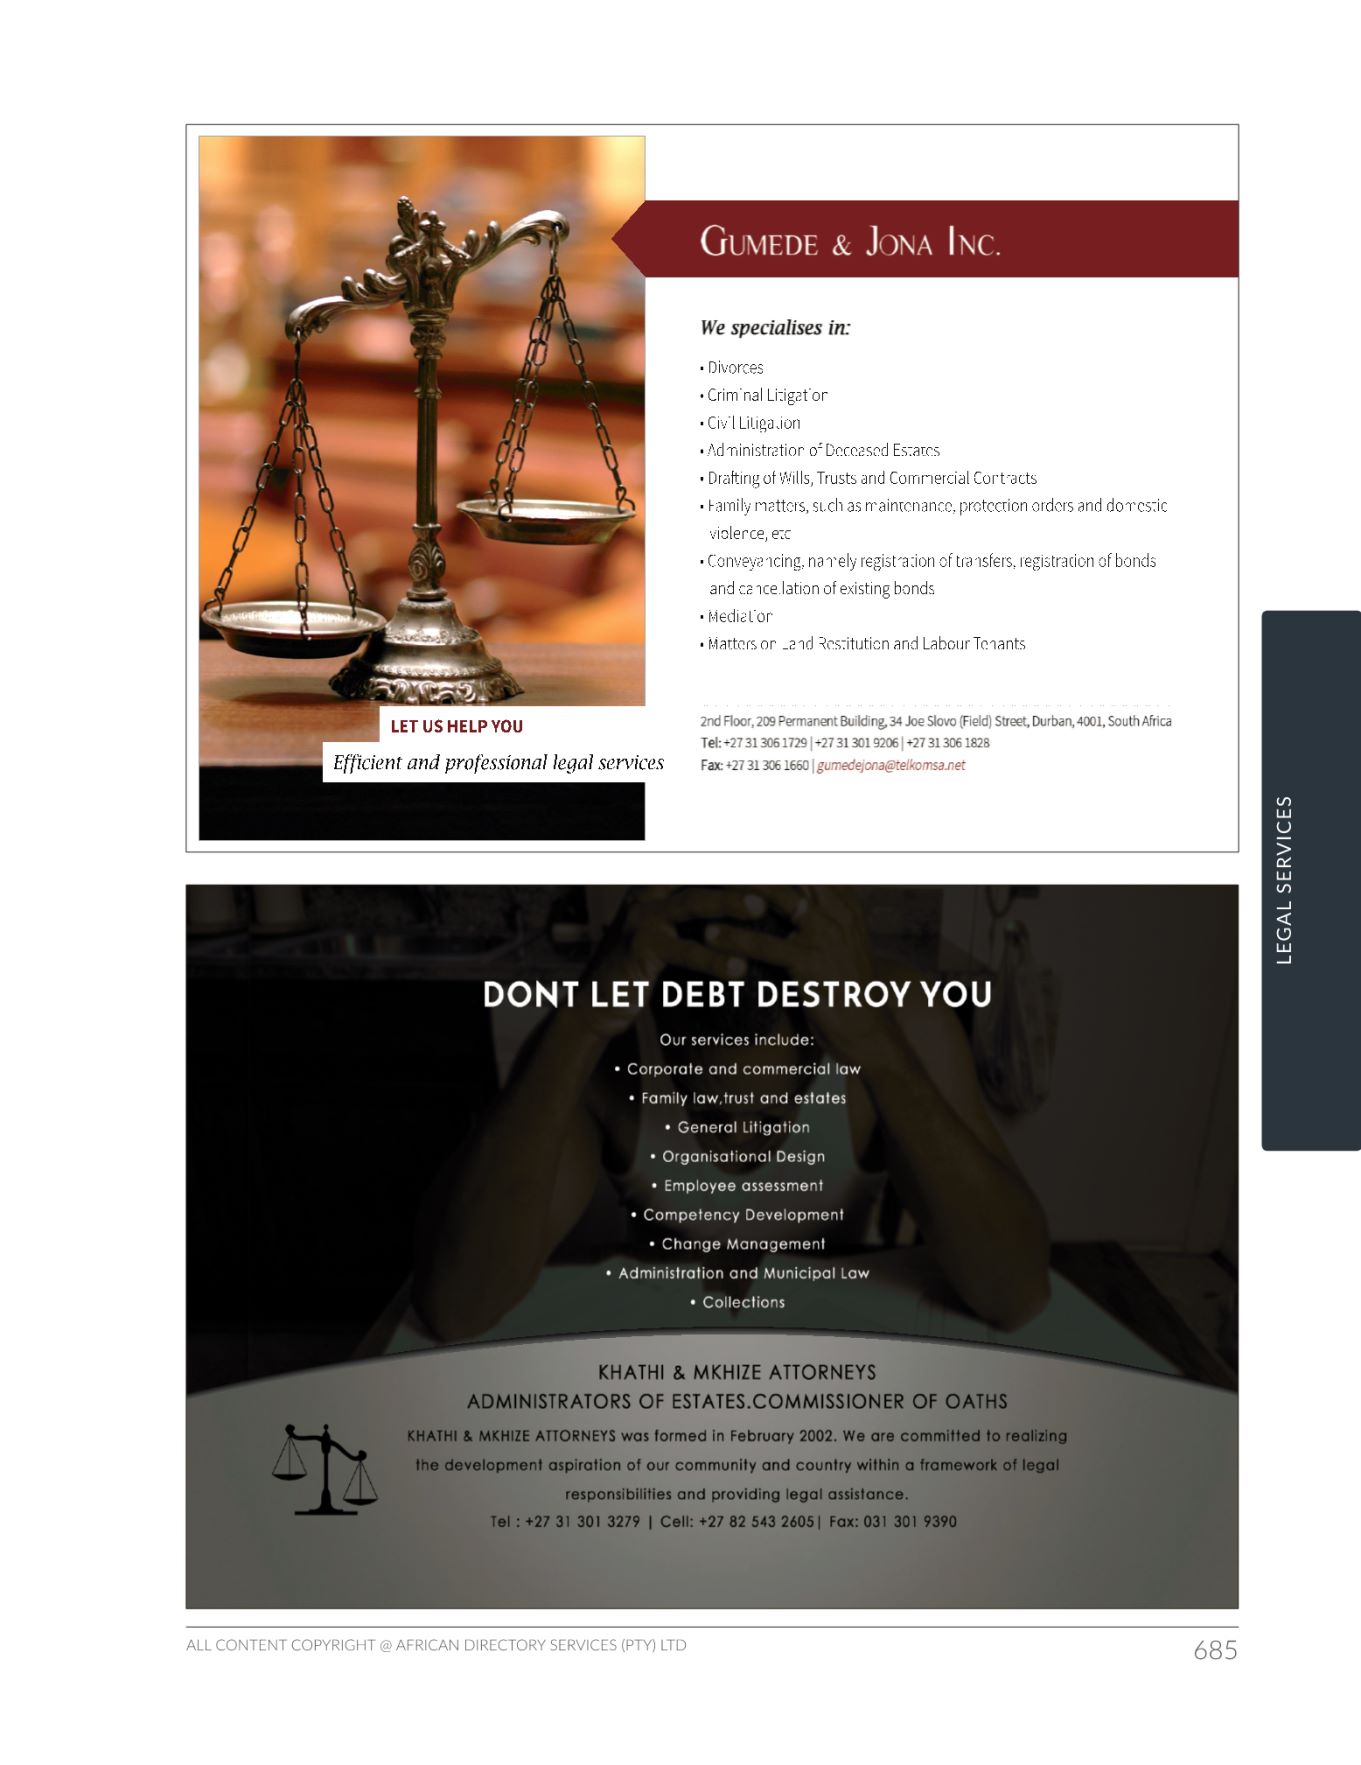 GUMEDE & JONA INC.
We specialises in:
• Divorces
• Criminal Litigation
• Civil Litigation
• Administration of Deceased Estates
• Drafting of Wills, Trusts and Commercial Contracts
• Family matters, such as maintenance, protection orders and domestic
violence, etc
• Conveyancing, namely registration of transfers, registration of bonds
and cancellation of existing bonds
• Mediation
• Matters on Land Restitution and Labour Tenants
LET US HELP YOU
Efficient and professional legal services
2nd Floor, 209 Permanent Building, 34 Joe Slovo (Field) Street, Durban, 4001, South Africa
Tel: +27 31 306 1729 | +27 31 301 9206 | +27 31 306 1828
Fax: +27 31 306 1660 | gumedejona@telkomsa.net
LEGAL SERVICES
DONT LET DEBT DESTROY YOU
Our services include:
• Corporate and commercial law
• Family law,trust and estates
• General Litigation
• Organisational Design
• Employee assessment
• Competency Development
• Change Management
• Administration and Municipal Law
• Collections
KHATHI & MKHIZE ATTORNEYS
ADMINISTRATORS OF ESTATES.COMMISSIONER OF OATHS
KHATHI & MKHIZE ATTORNEYS was formed in February 2002. We are committed to realizing
the development aspiration of our community and country within a framework of legal
responsibilities and providing legal assistance.
Tel : +27 31 301 3279 | Cell: +27 82 543 2605| Fax: 031 301 9390
ALL CONTENT COPYRIGHT @ AFRICAN DIRECTORY SERVICES (PTY) LTD
685